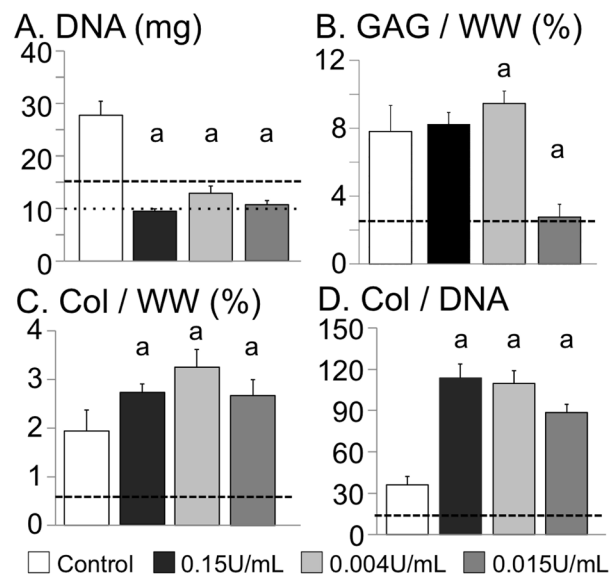 A. DNA (mg)
B. GAG / WW (%)
40
30
20
10
0
a a a
12
8
4
0
a
a
C. Col / WW (%)
D. Col / DNA
4
3
2
1
0
a a a
150
120
90
60
30
0
a a a
Control 0.15U/mL 0.004U/mL 0.015U/mL